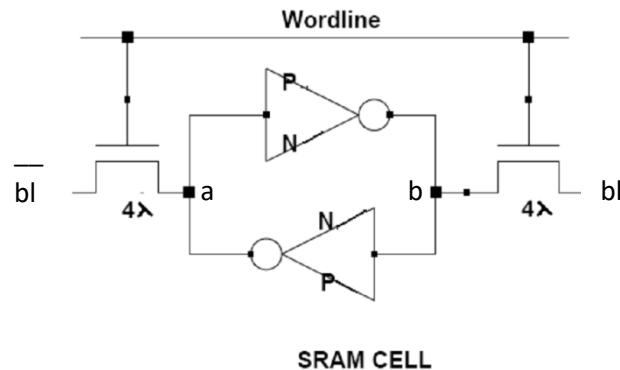 Wordline
P
N
bl a b bl
4λ N 4λ
P
SRAM CELL